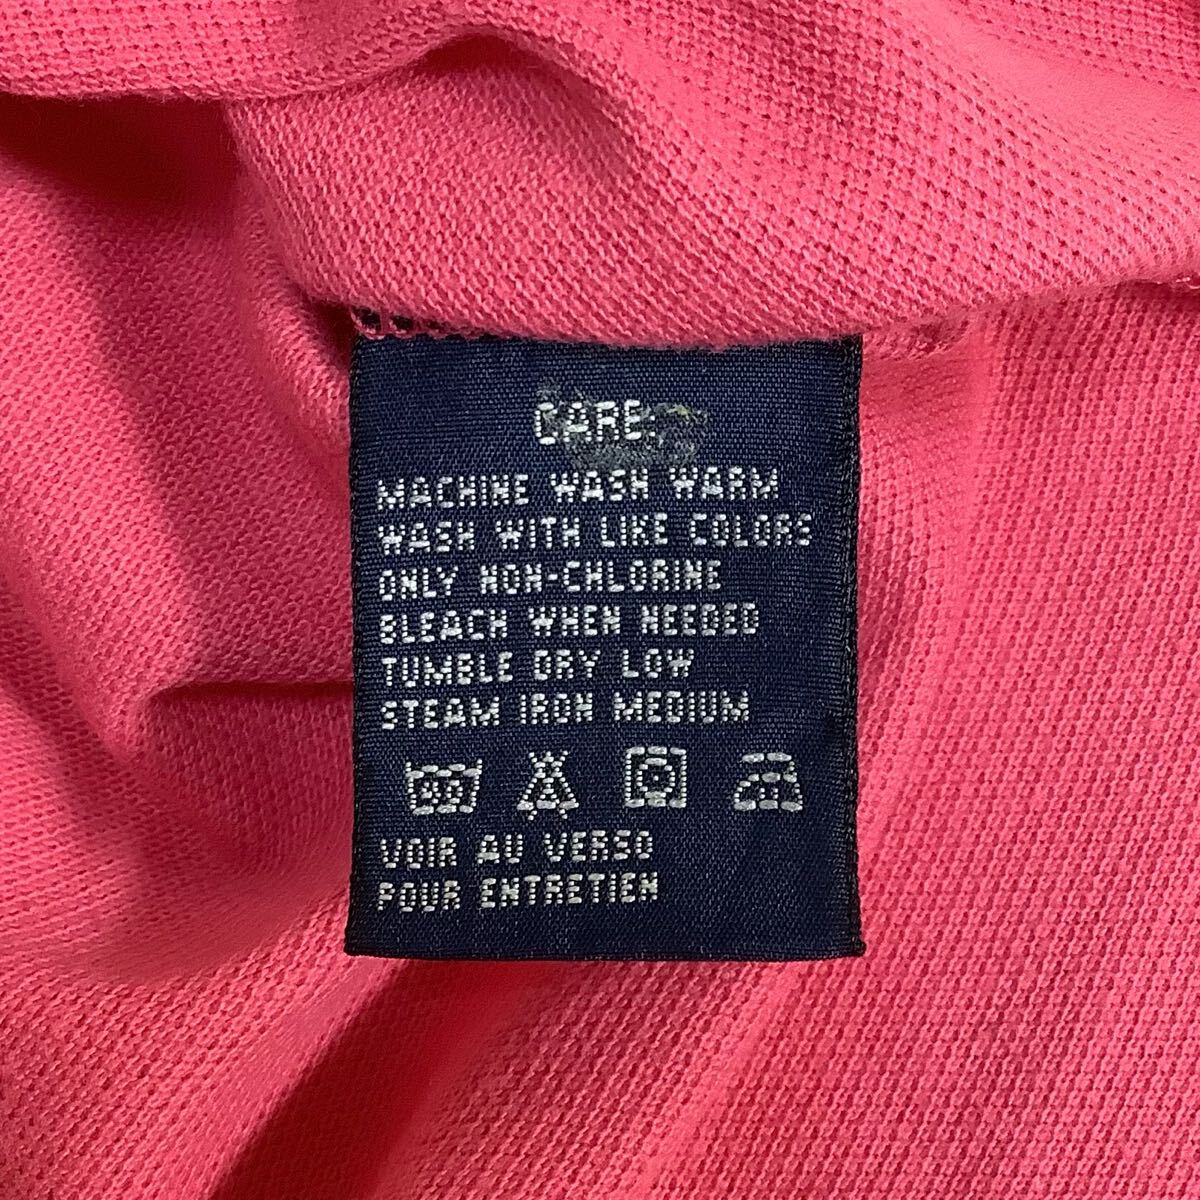 CARE:
MACHINE WASH WARM
WASH WITH LIKE COLORS
ONLY NON-CHLORINE
BLEACH WHEN NEEDED
TUMBLE DRY LOW
STEAM IRON MEDIUM
VOIR AU VERSO
POUR ENTRETIEN